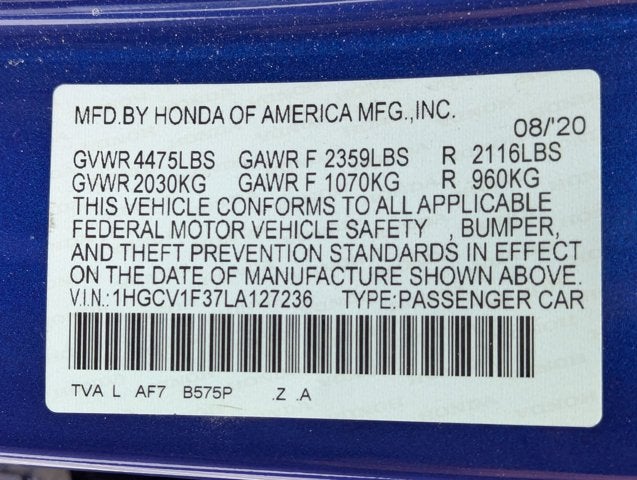 MFD.BY HONDA OF AMERICA MFG.,INC.
08/'20
GVWR 4475LBS GAWR F 2359LBS R 2116LBS
GVWR 2030KG GAWR F 1070KG R 960KG
THIS VEHICLE CONFORMS TO ALL APPLICABLE
FEDERAL MOTOR VEHICLE SAFETY , BUMPER,
AND THEFT PREVENTION STANDARDS IN EFFECT
ON THE DATE OF MANUFACTURE SHOWN ABOVE.
V.I.N.:1HGCV1F37LA127236 TYPE:PASSENGER CAR
TVA L AF7 B575P .Z .A